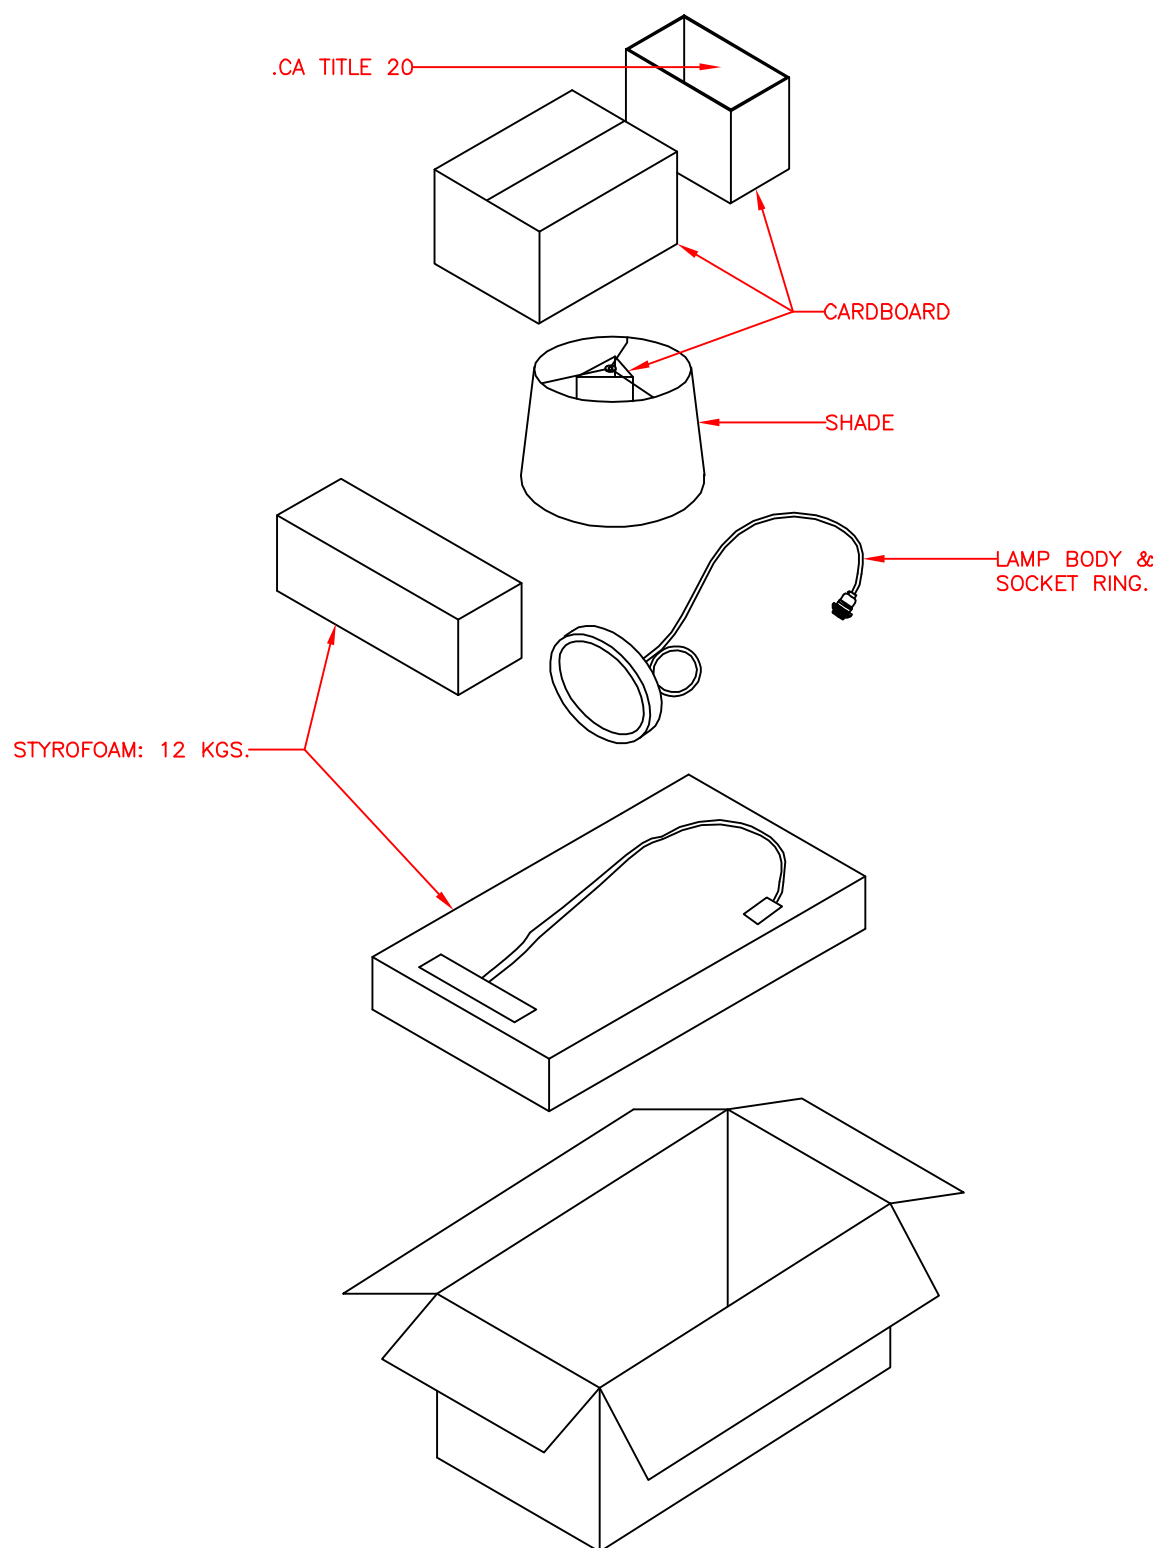 .CA TITLE 20
CARDBOARD
SHADE
LAMP BODY &
SOCKET RING.
STYROFOAM: 12 KGS.